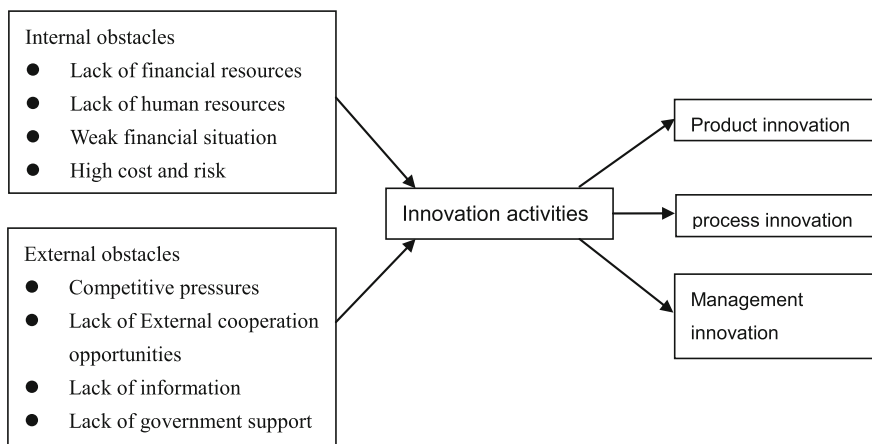 Internal obstacles
● Lack of financial resources
● Lack of human resources
● Weak financial situation
● High cost and risk
External obstacles
● Competitive pressures
● Lack of External cooperation
opportunities
● Lack of information
● Lack of government support
Innovation activities
Product innovation
process innovation
Management
innovation